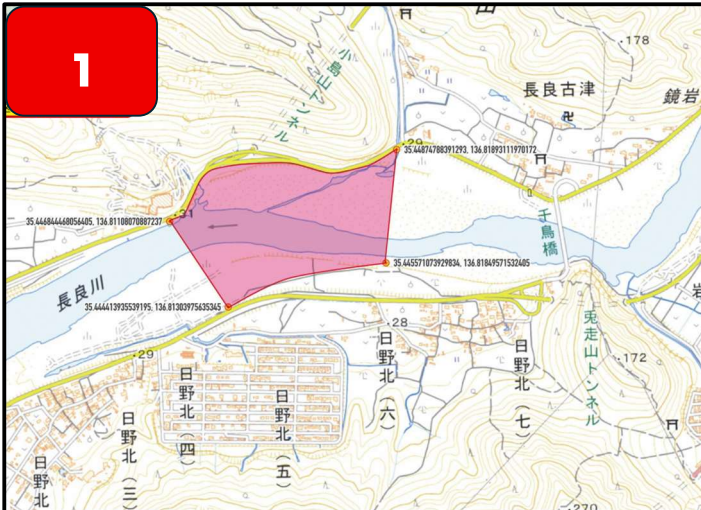 1
178
小島山トンネル
長良古津
鏡岩
29
35.44874788391293, 136.81893111970172
31
35.446844468056405, 136.81108070887237
千鳥橋
35.445571073929834, 136.81849571532405
長良川
35.444413935539195, 136.81303975635345
28
29
日野北（四）
日野北（五）
日野北（六）
日野北（七）
兎走山トンネル
172
日野北（三）
日野北
270